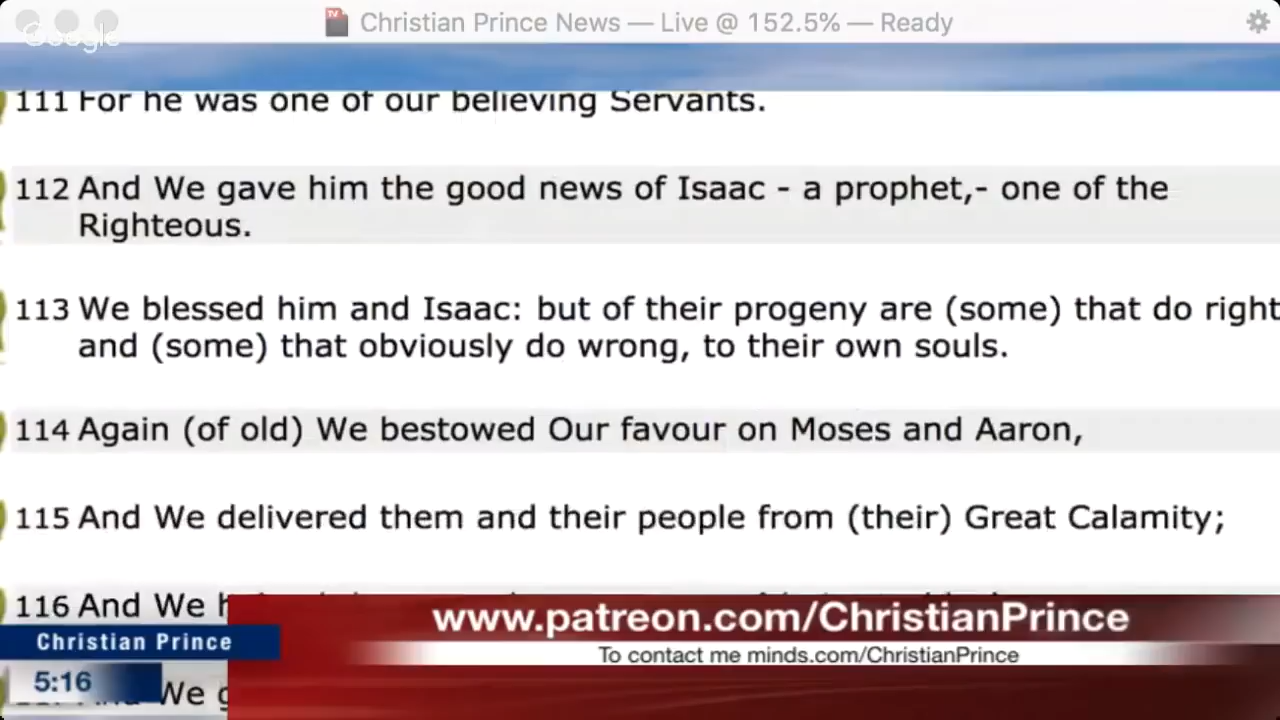 Christian Prince News — Live @ 152.5% — Ready
Google
111 For he was one of our believing Servants.
112 And We gave him the good news of Isaac - a prophet,- one of the
Righteous.
113 We blessed him and Isaac: but of their progeny are (some) that do right
and (some) that obviously do wrong, to their own souls.
114 Again (of old) We bestowed Our favour on Moses and Aaron,
115 And We delivered them and their people from (their) Great Calamity;
116 And We
www.patreon.com/ChristianPrince
Christian Prince
To contact me minds.com/ChristianPrince
5:16
We